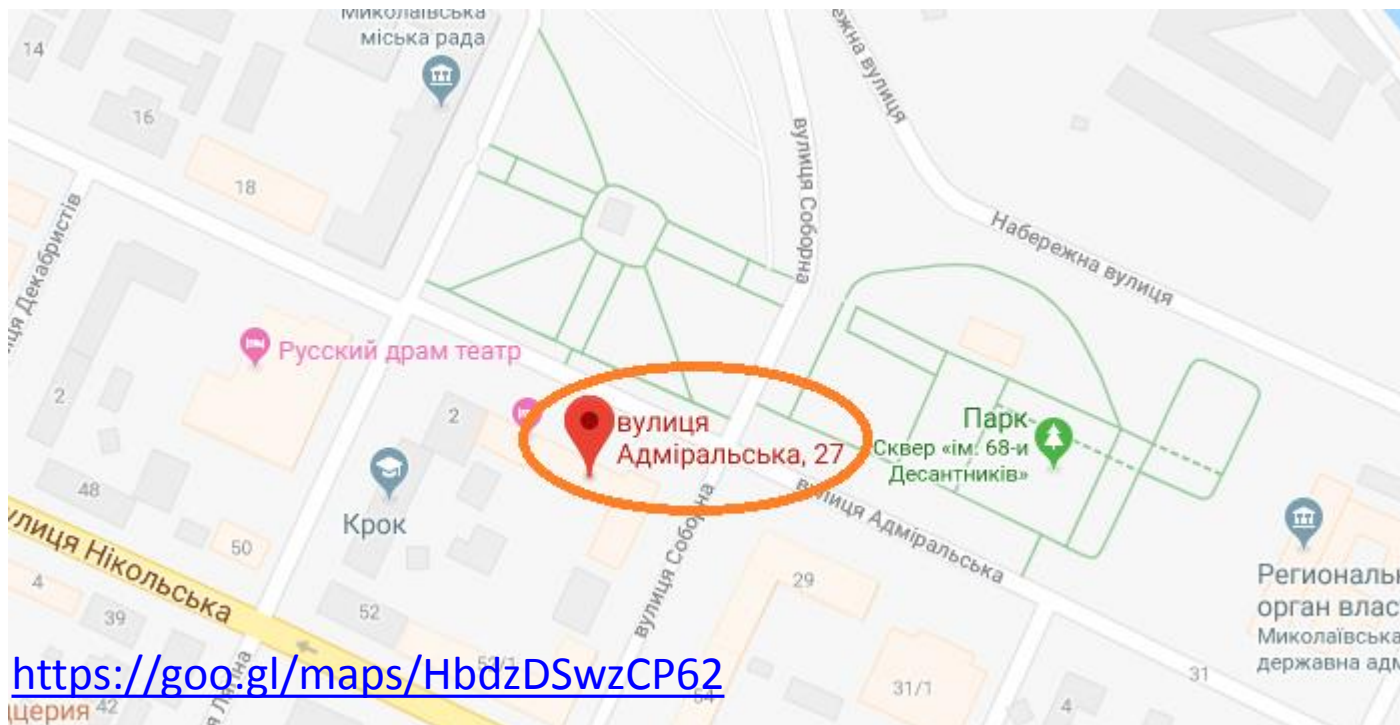 Миколаївська
міська рада
14
16
18
жна вулиця
вулиця Соборна
Набережна вулиця
Декабристів
Русский драм театр
2
2
вулиця
Адміральська, 27
Парк
Сквер «ім. 68-и
Десантників»
вулиця Адміральська
вулиця Соборна
48
Крок
50
улиця Нікольська
4
39
52
29
Региональн
орган влас
Миколаївська
державна адм
https://goo.gl/maps/HbdzDSwzCP62
31/1
31
4
42